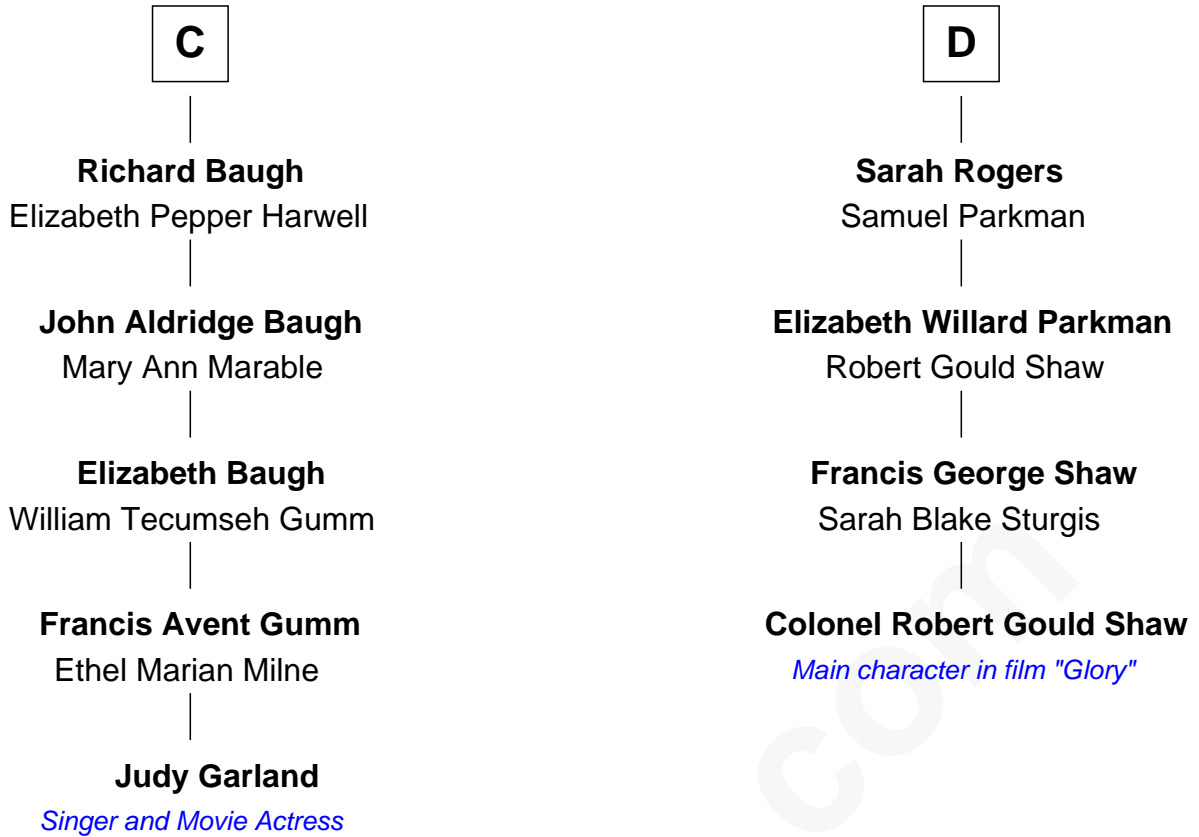 C
Richard Baugh
Elizabeth Pepper Harwell
John Aldridge Baugh
Mary Ann Marable
Elizabeth Baugh
William Tecumseh Gumm
Francis Avent Gumm
Ethel Marian Milne
Judy Garland
Singer and Movie Actress
D
Sarah Rogers
Samuel Parkman
Elizabeth Willard Parkman
Robert Gould Shaw
Francis George Shaw
Sarah Blake Sturgis
Colonel Robert Gould Shaw
Main character in film "Glory"
com